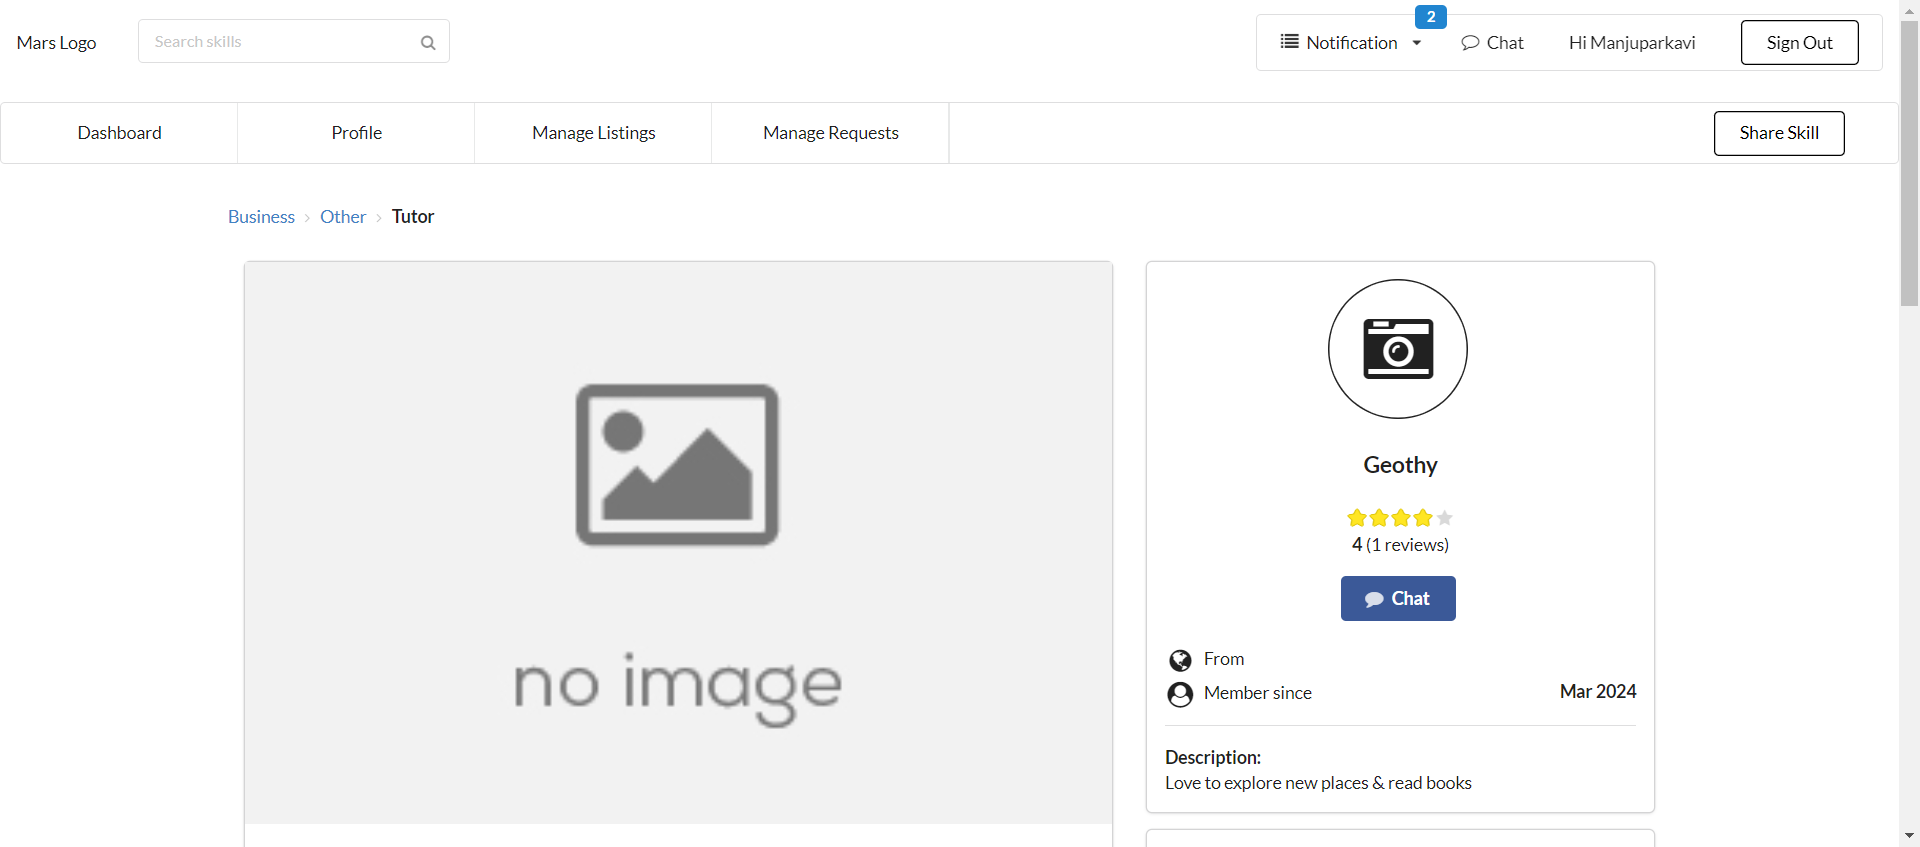 Mars Logo
Search skills
2
Notification
Chat
Hi Manjuparkavi
Sign Out
Dashboard
Profile
Manage Listings
Manage Requests
Share Skill
Business
Other
Tutor
no image
Geothy
4 (1 reviews)
Chat
From
Member since
Mar 2024
Description:
Love to explore new places & read books